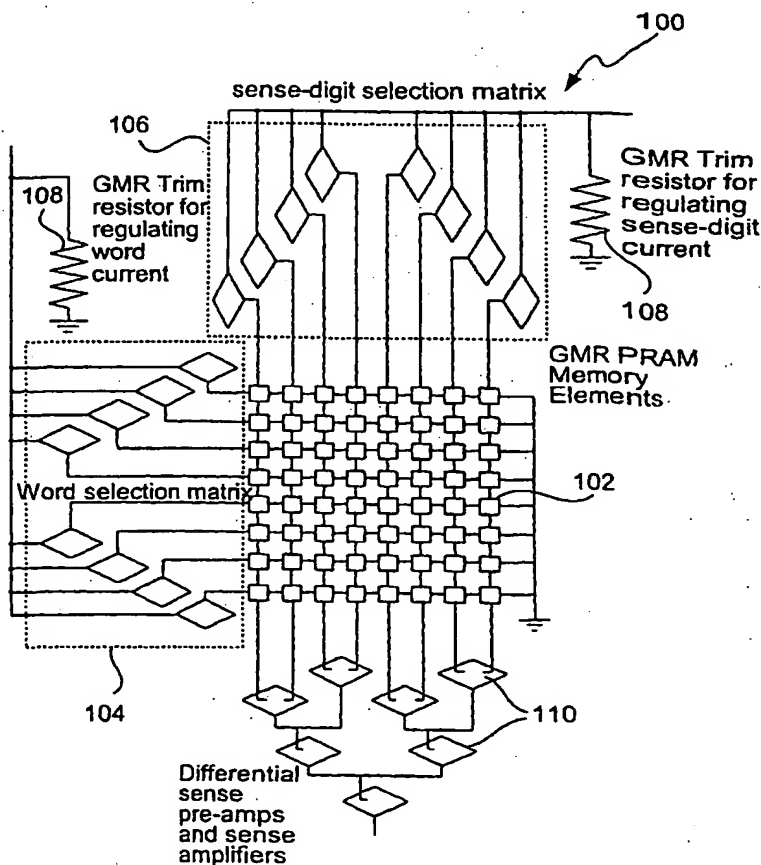 100
sense-digit selection matrix
106
108
GMR Trim
resistor for
regulating
word
current
GMR Trim
resistor for
regulating
sense-digit
current
108
GMR PRAM
Memory
Elements
Word selection matrix
102
104
110
Differential
sense
pre-amps
and sense
amplifiers